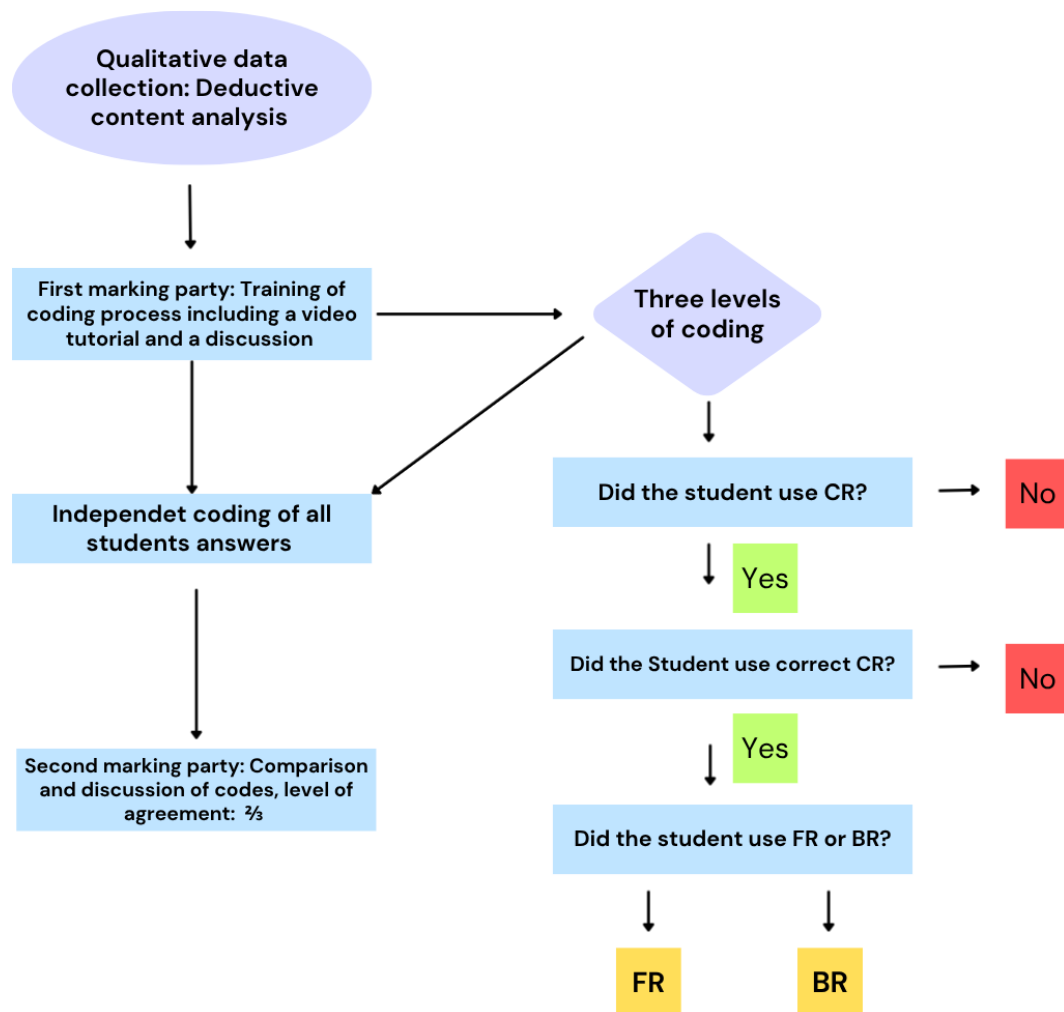 Qualitative data
collection: Deductive
content analysis
First marking party: Training of
coding process including a video
tutorial and a discussion
Three levels
of coding
Did the student use CR?
No
Independet coding of all
students answers
Yes
Did the Student use correct CR?
No
Yes
Second marking party: Comparison
and discussion of codes, level of
agreement: ⅔
Did the student use FR or BR?
FR
BR